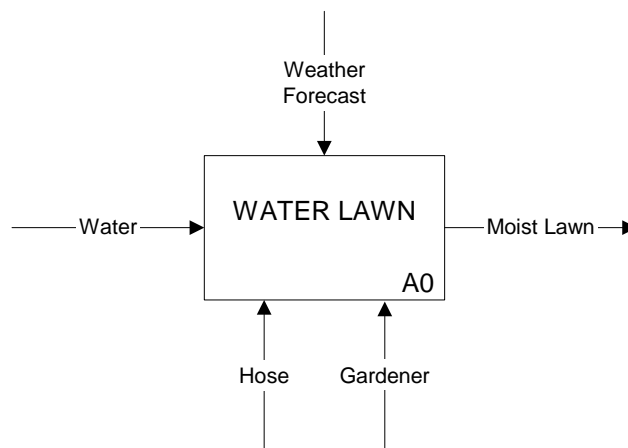 Weather
Forecast
WATER LAWN
Water
Moist Lawn
A0
Hose
Gardener